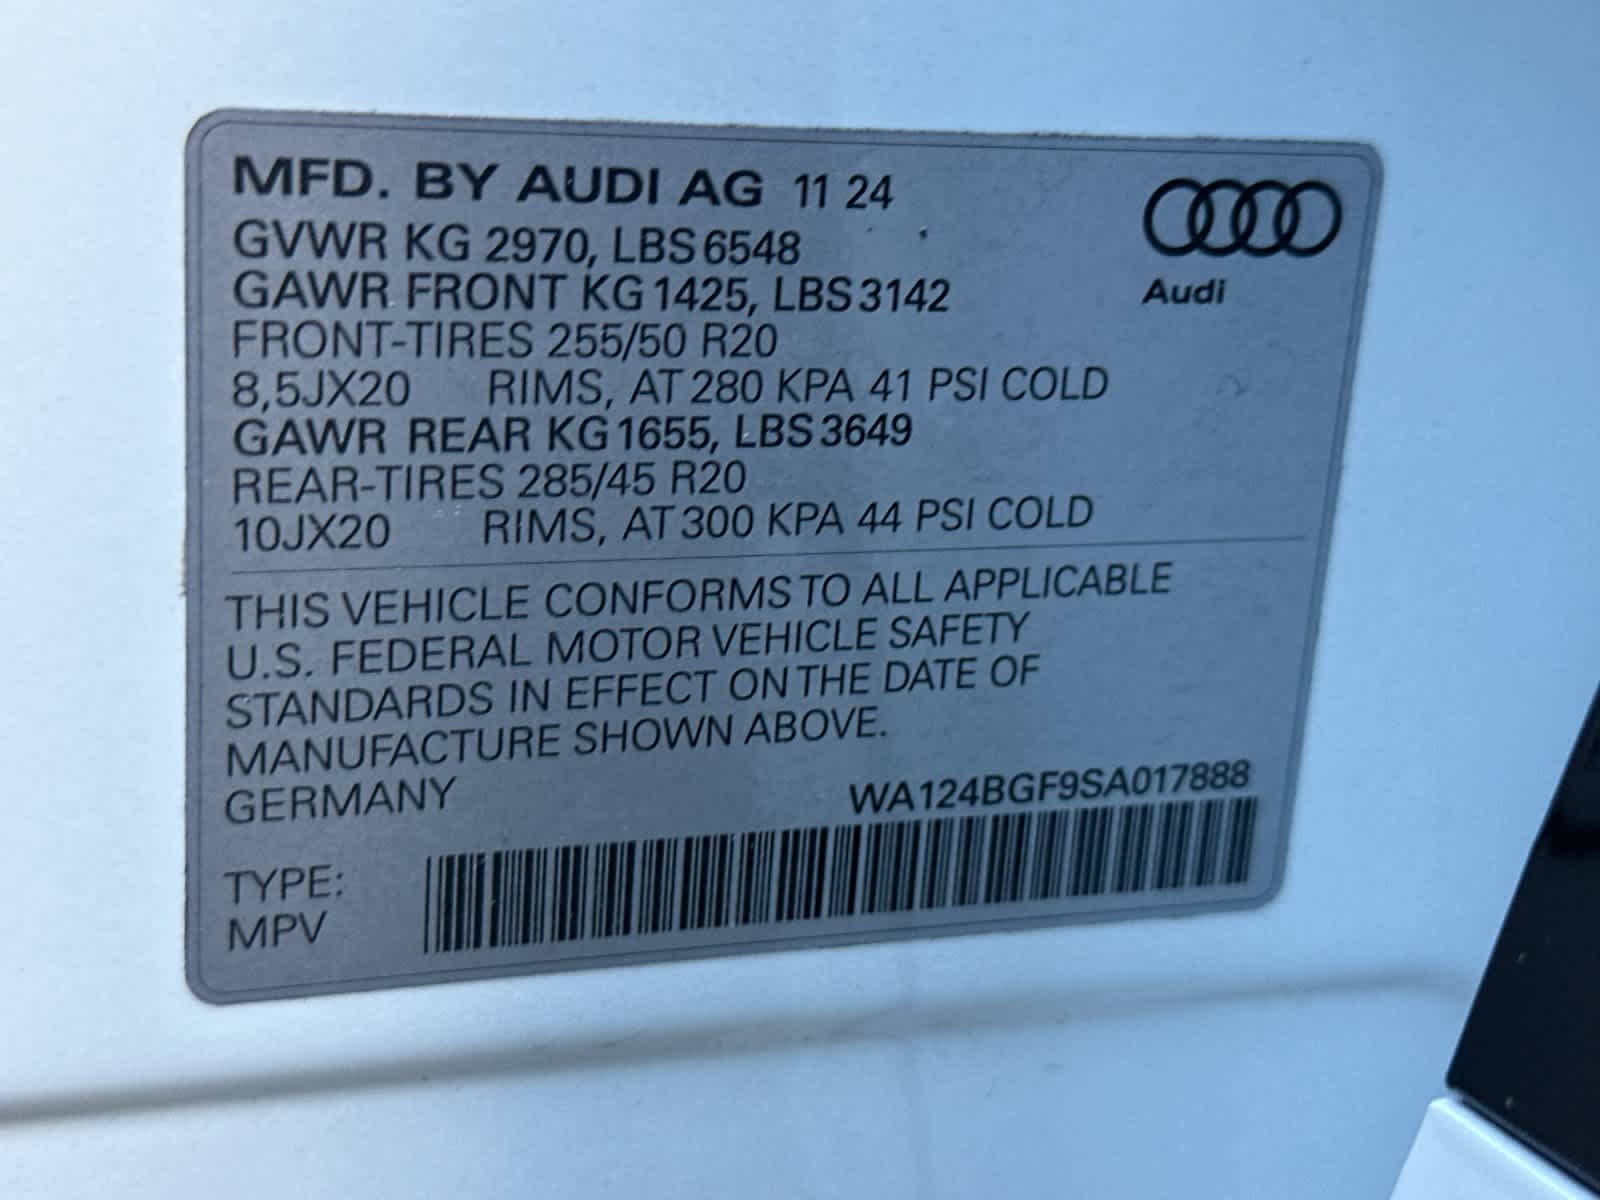 MFD. BY AUDI AG 11 24
GVWR KG 2970, LBS 6548
GAWR FRONT KG 1425, LBS 3142
FRONT-TIRES 255/50 R20
8,5JX20 RIMS, AT 280 KPA 41 PSI COLD
GAWR REAR KG 1655, LBS 3649
REAR-TIRES 285/45 R20
10JX20 RIMS, AT 300 KPA 44 PSI COLD
Audi
THIS VEHICLE CONFORMS TO ALL APPLICABLE
U.S. FEDERAL MOTOR VEHICLE SAFETY
STANDARDS IN EFFECT ON THE DATE OF
MANUFACTURE SHOWN ABOVE.
GERMANY
WA124BGF9SA017888
TYPE:
MPV